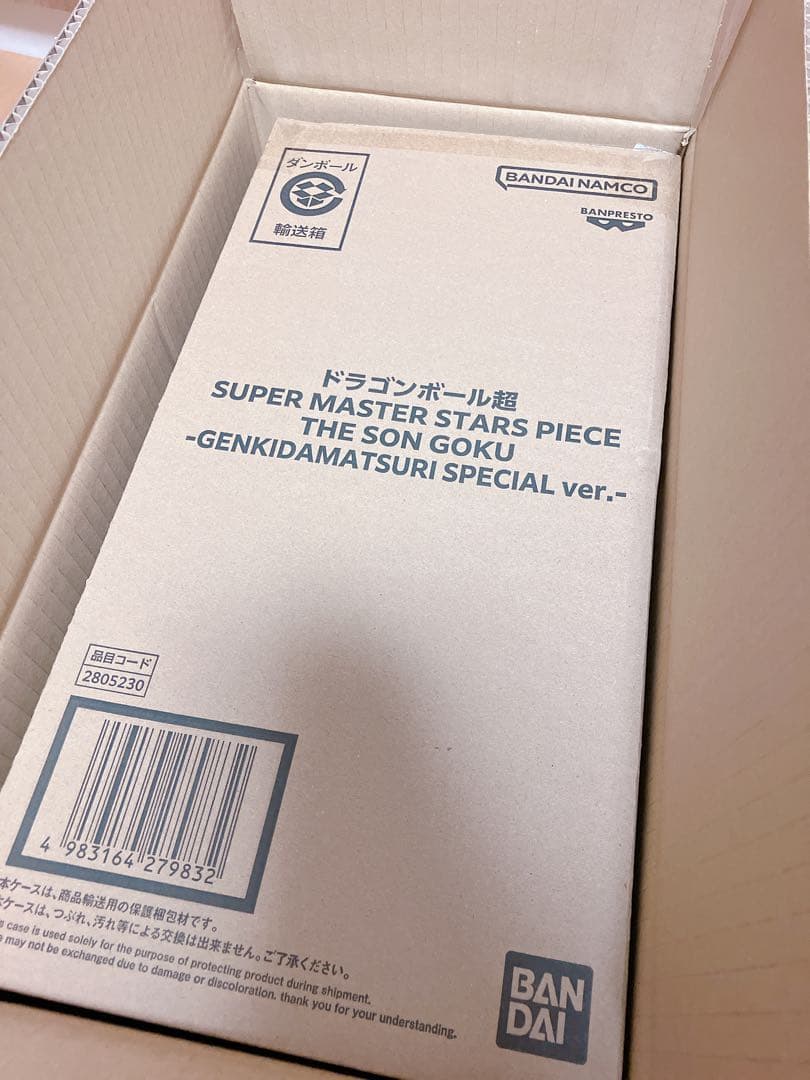 ダンボール
輸送箱
BANDAI NAMCO
BANPRESTO
ドラゴンボール超
SUPER MASTER STARS PIECE
THE SON GOKU
-GENKIDAMATSURI SPECIAL ver.-
品目コード
2805230
4 983164 279832
本ケースは、商品輸送用の保護梱包材です。
ケースは、つぶれ、汚れ等による交換は出来ません。ご了承ください。
case is used solely for the purpose of protecting product during shipment.
may not be exchanged due to damage or discoloration. thank you for your understanding.
BAN
DAI